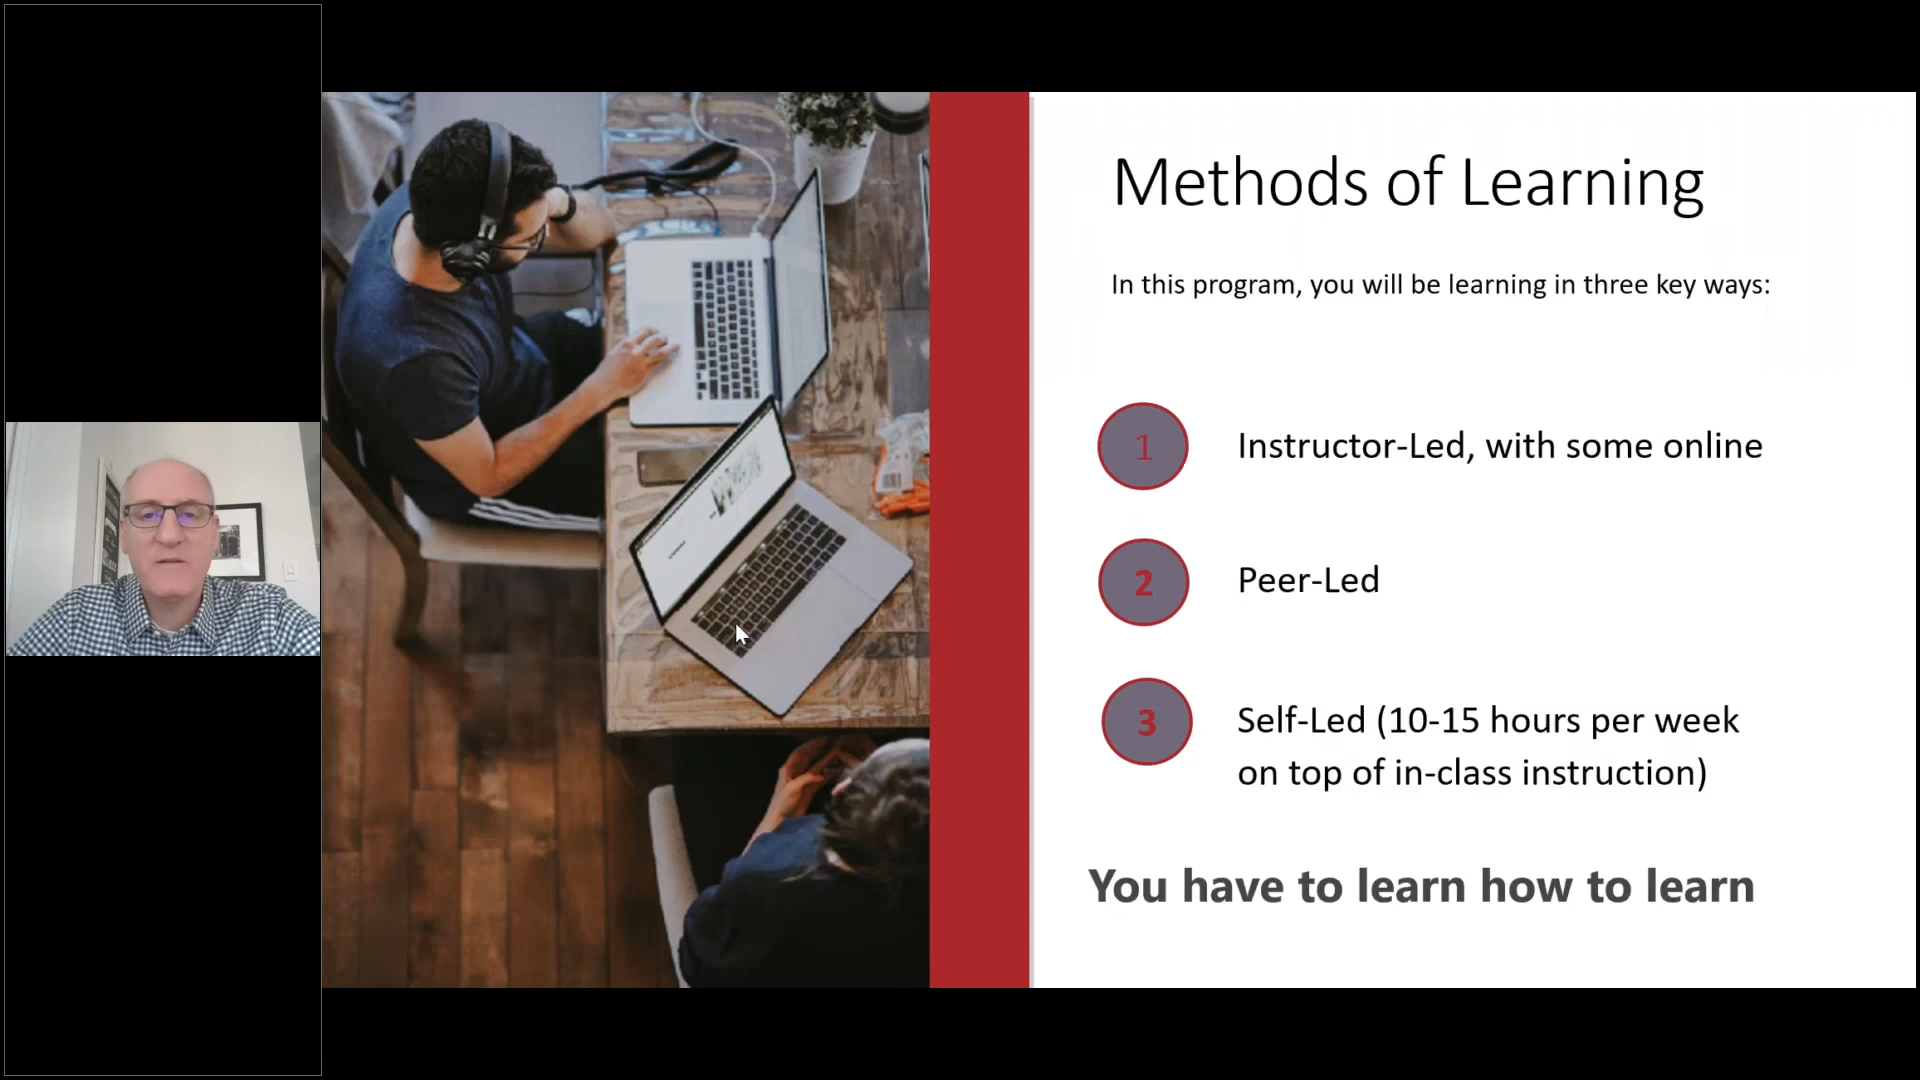 Methods of Learning
In this program, you will be learning in three key ways:
1
Instructor-Led, with some online
2
Peer-Led
3
Self-Led (10-15 hours per week
on top of in-class instruction)
You have to learn how to learn